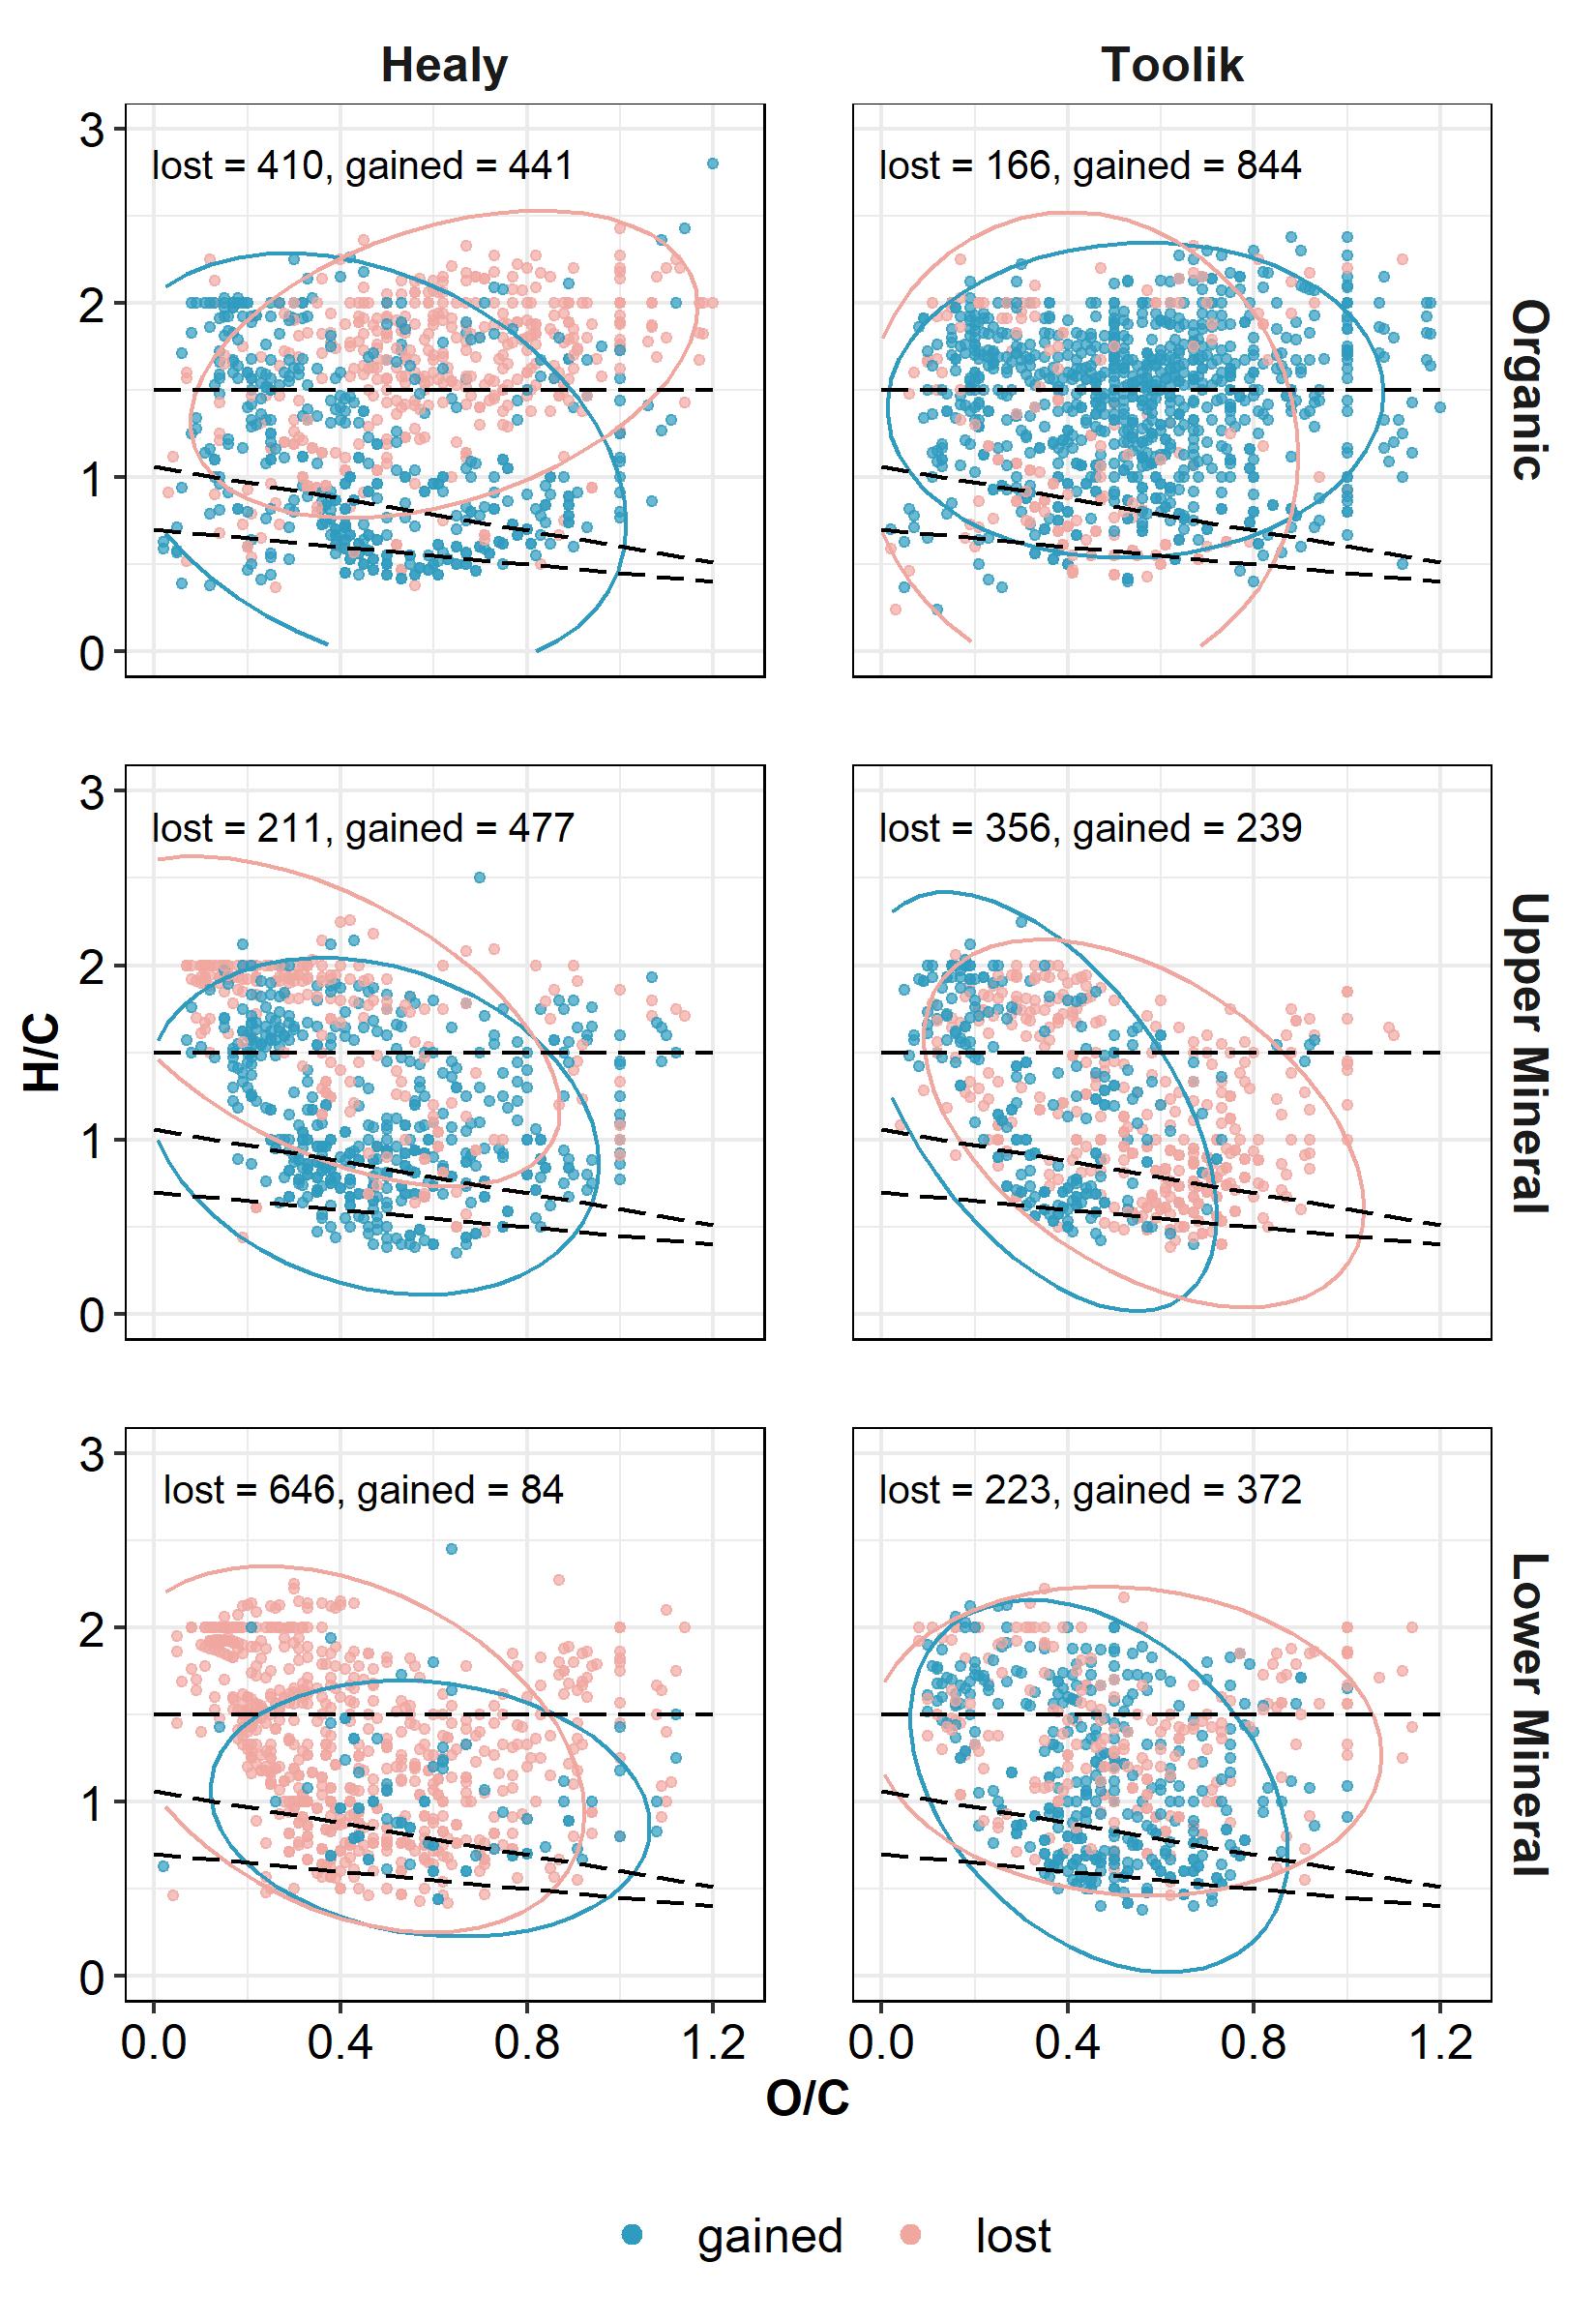 Healy
Toolik
3
2
1
0
lost = 410, gained = 441
lost = 166, gained = 844
Organic
3
2
1
0
lost = 211, gained = 477
lost = 356, gained = 239
Upper Mineral
H/C
3
2
1
0
lost = 646, gained = 84
lost = 223, gained = 372
Lower Mineral
0.0 0.4 0.8 1.2
0.0 0.4 0.8 1.2
O/C
gained lost